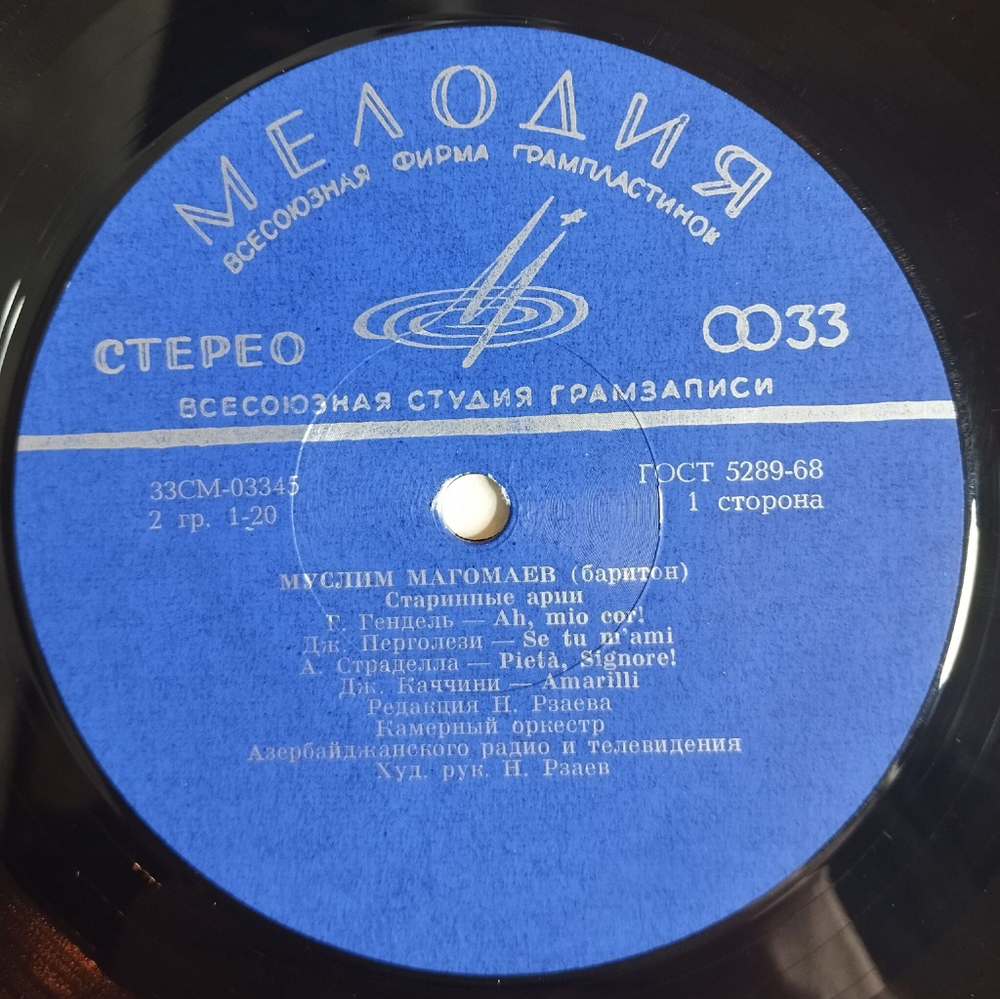 МЕЛОДИЯ
ВСЕСОЮЗНАЯ ФИРМА ГРАМПЛАСТИНОК
СТЕРЕО
33
ВСЕСОЮЗНАЯ СТУДИЯ ГРАМЗАПИСИ
33СМ-03345
ГОСТ 5289-68
2 гр. 1-20
1 сторона
МУСЛИМ МАГОМАЕВ (баритон)
Старинные арии
Г. Гендель — Ah, mio cor!
Дж. Перголези — Se tu m'ami
А. Страделла — Pietà, Signore!
Дж. Каччини — Amarilli
Редакция Н. Рзаева
Камерный оркестр
Азербайджанского радио и телевидения
Худ. рук. Н. Рзаев